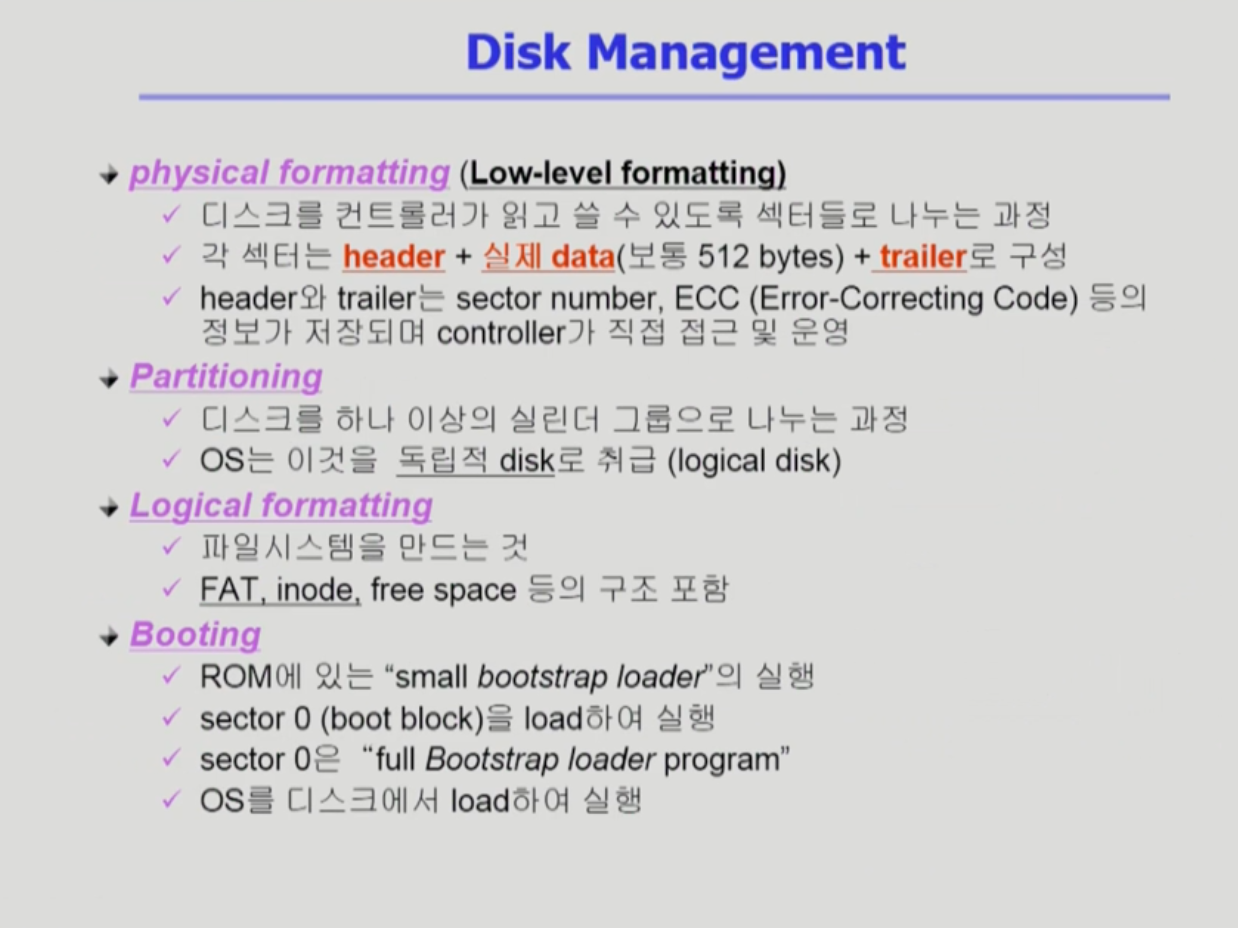 Disk Management
physical formatting (Low-level formatting)
디스크를 컨트롤러가 읽고 쓸 수 있도록 섹터들로 나누는 과정
각 섹터는 header + 실제 data(보통 512 bytes) + trailer로 구성
header와 trailer는 sector number, ECC (Error-Correcting Code) 등의
정보가 저장되며 controller가 직접 접근 및 운영
Partitioning
디스크를 하나 이상의 실린더 그룹으로 나누는 과정
OS는 이것을 독립적 disk로 취급 (logical disk)
Logical formatting
파일시스템을 만드는 것
FAT, inode, free space 등의 구조 포함
Booting
ROM에 있는 “small bootstrap loader”의 실행
sector 0 (boot block)을 load하여 실행
sector 0은 “full Bootstrap loader program”
OS를 디스크에서 load하여 실행